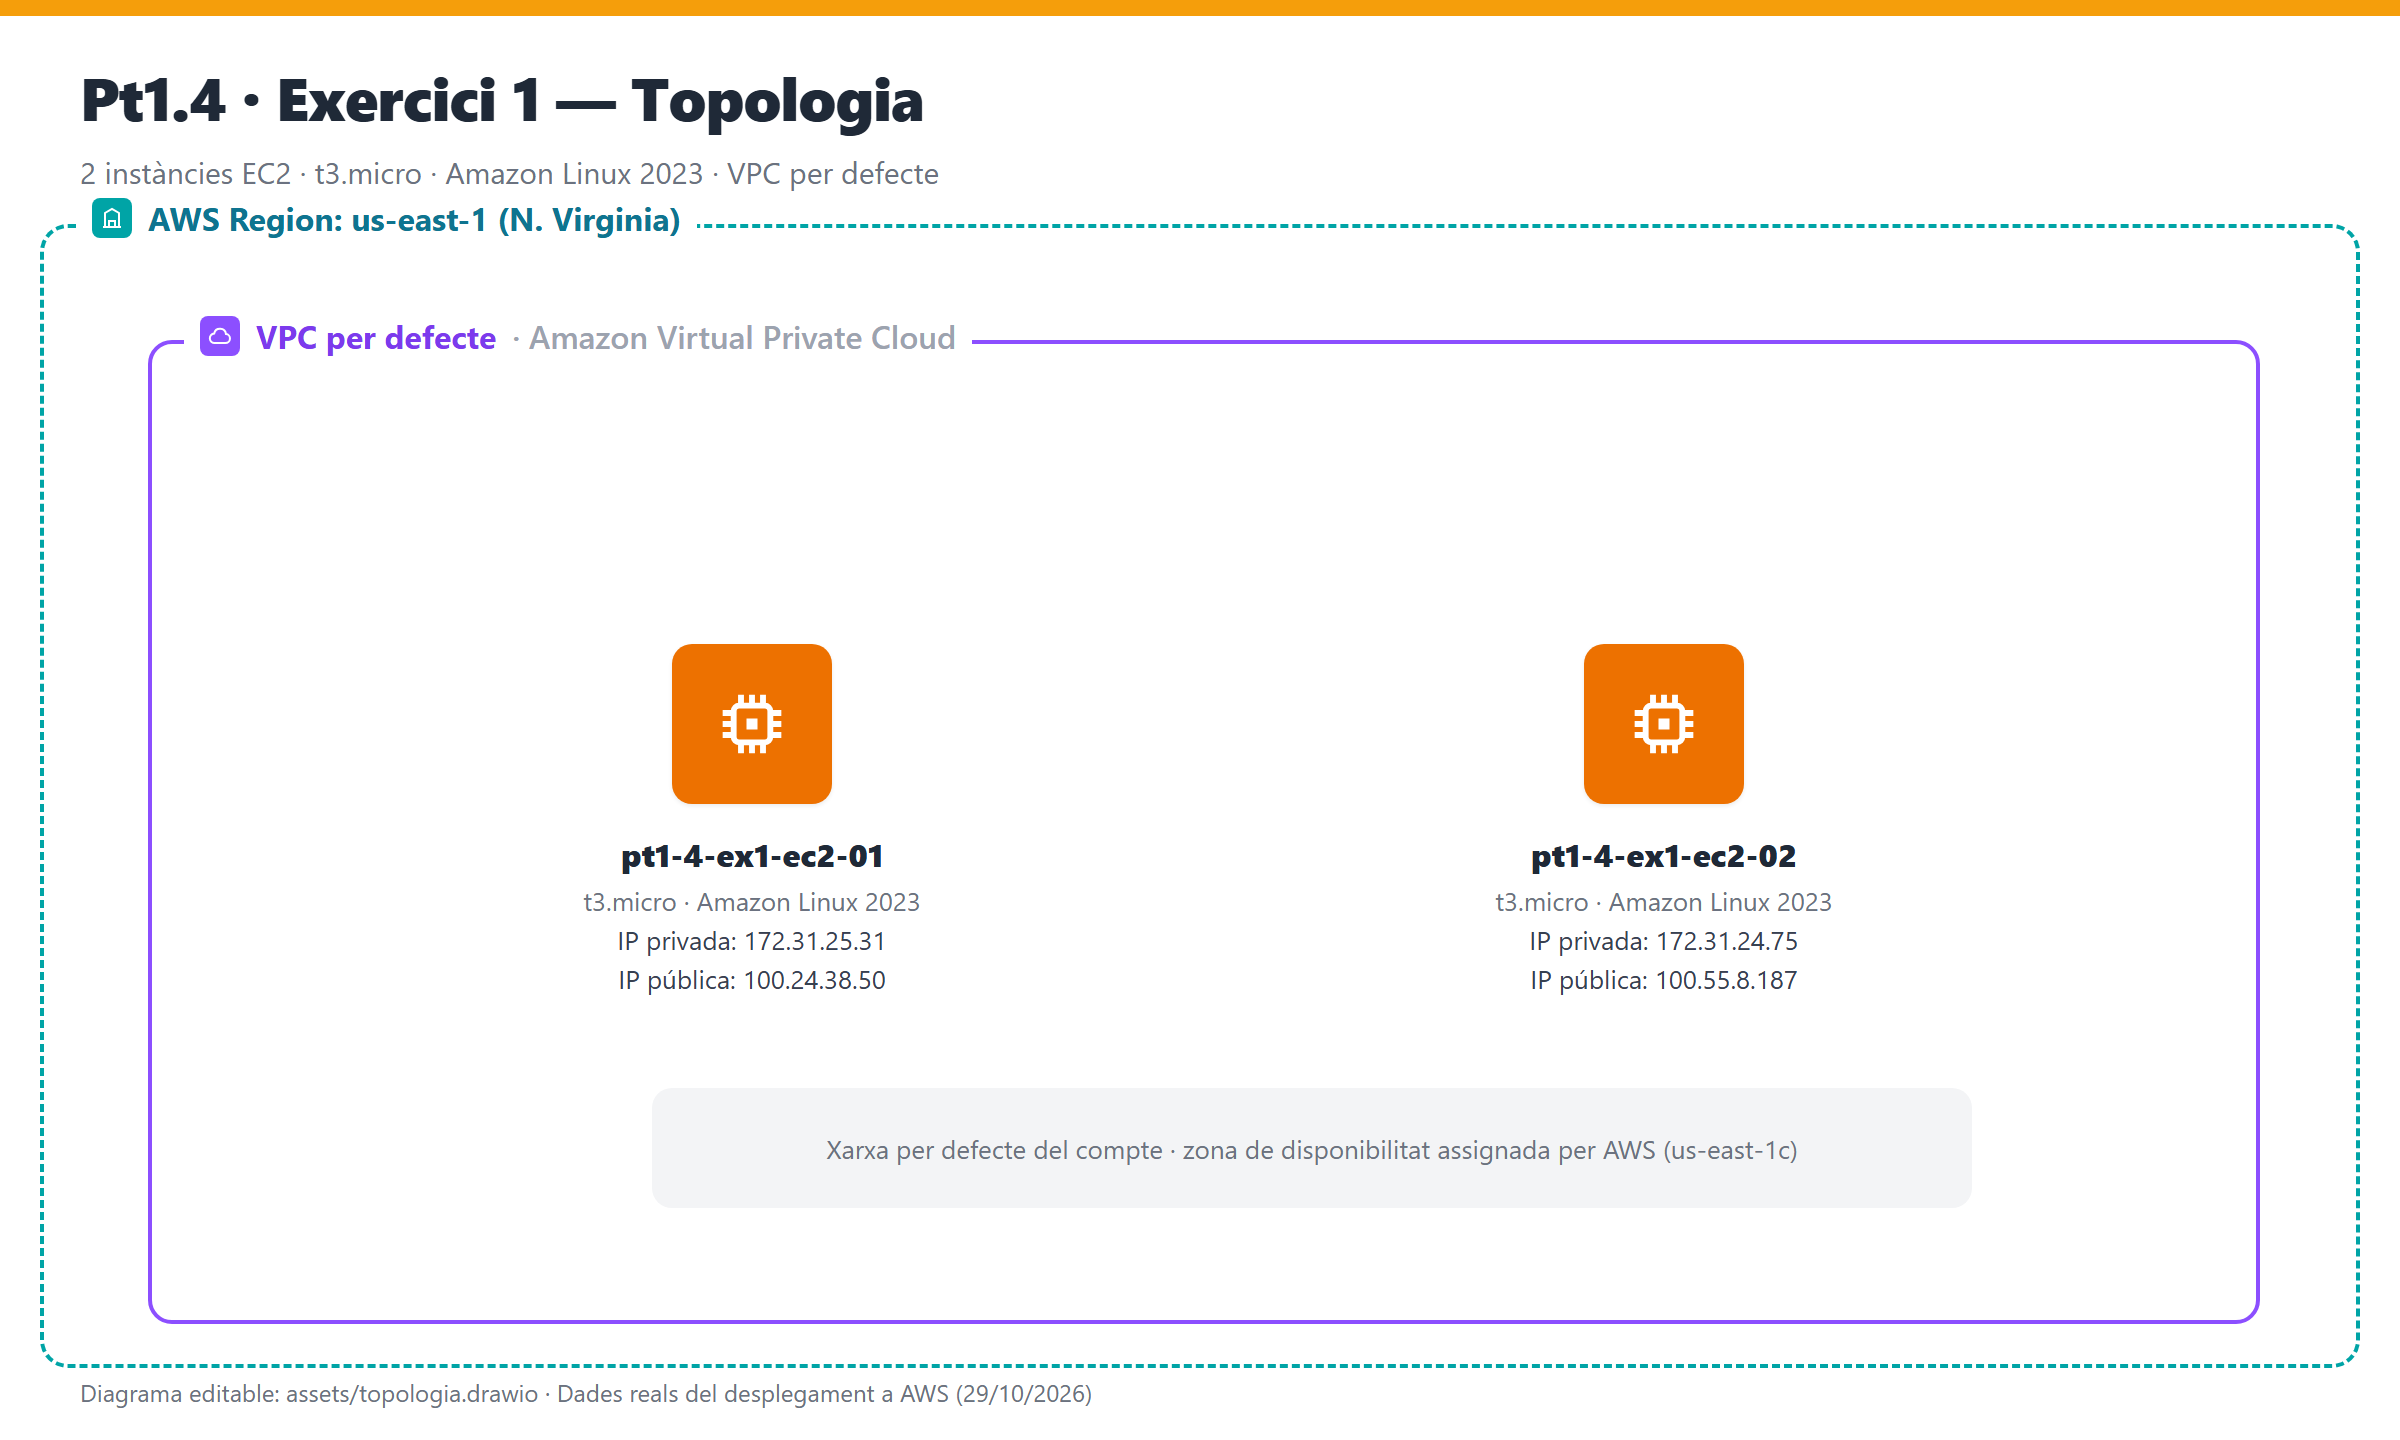 Pt1.4 · Exercici 1 — Topologia
2 instàncies EC2 · t3.micro · Amazon Linux 2023 · VPC per defecte
AWS Region: us-east-1 (N. Virginia)
VPC per defecte · Amazon Virtual Private Cloud
pt1-4-ex1-ec2-01
t3.micro · Amazon Linux 2023
IP privada: 172.31.25.31
IP pública: 100.24.38.50
pt1-4-ex1-ec2-02
t3.micro · Amazon Linux 2023
IP privada: 172.31.24.75
IP pública: 100.55.8.187
Xarxa per defecte del compte · zona de disponibilitat assignada per AWS (us-east-1c)
Diagrama editable: assets/topologia.drawio · Dades reals del desplegament a AWS (29/10/2026)